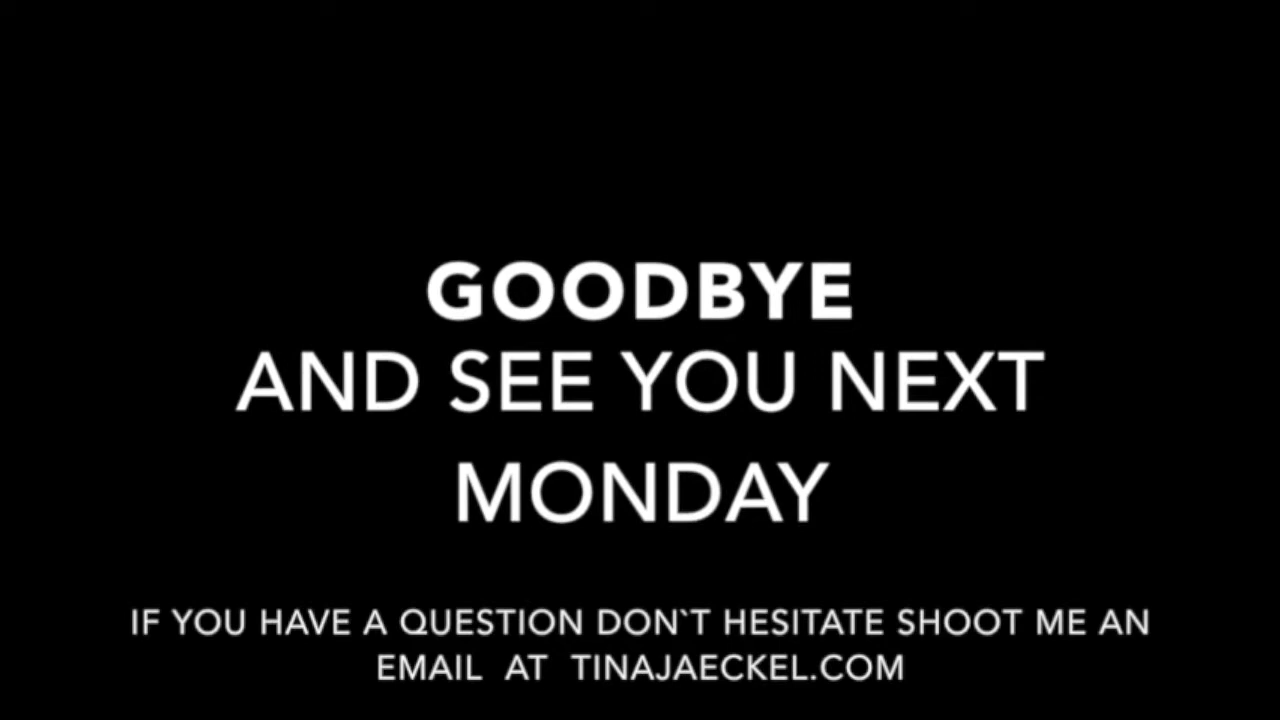 GOODBYE
AND SEE YOU NEXT
MONDAY
IF YOU HAVE A QUESTION DON`T HESITATE SHOOT ME AN
EMAIL AT TINAJAECKEL.COM